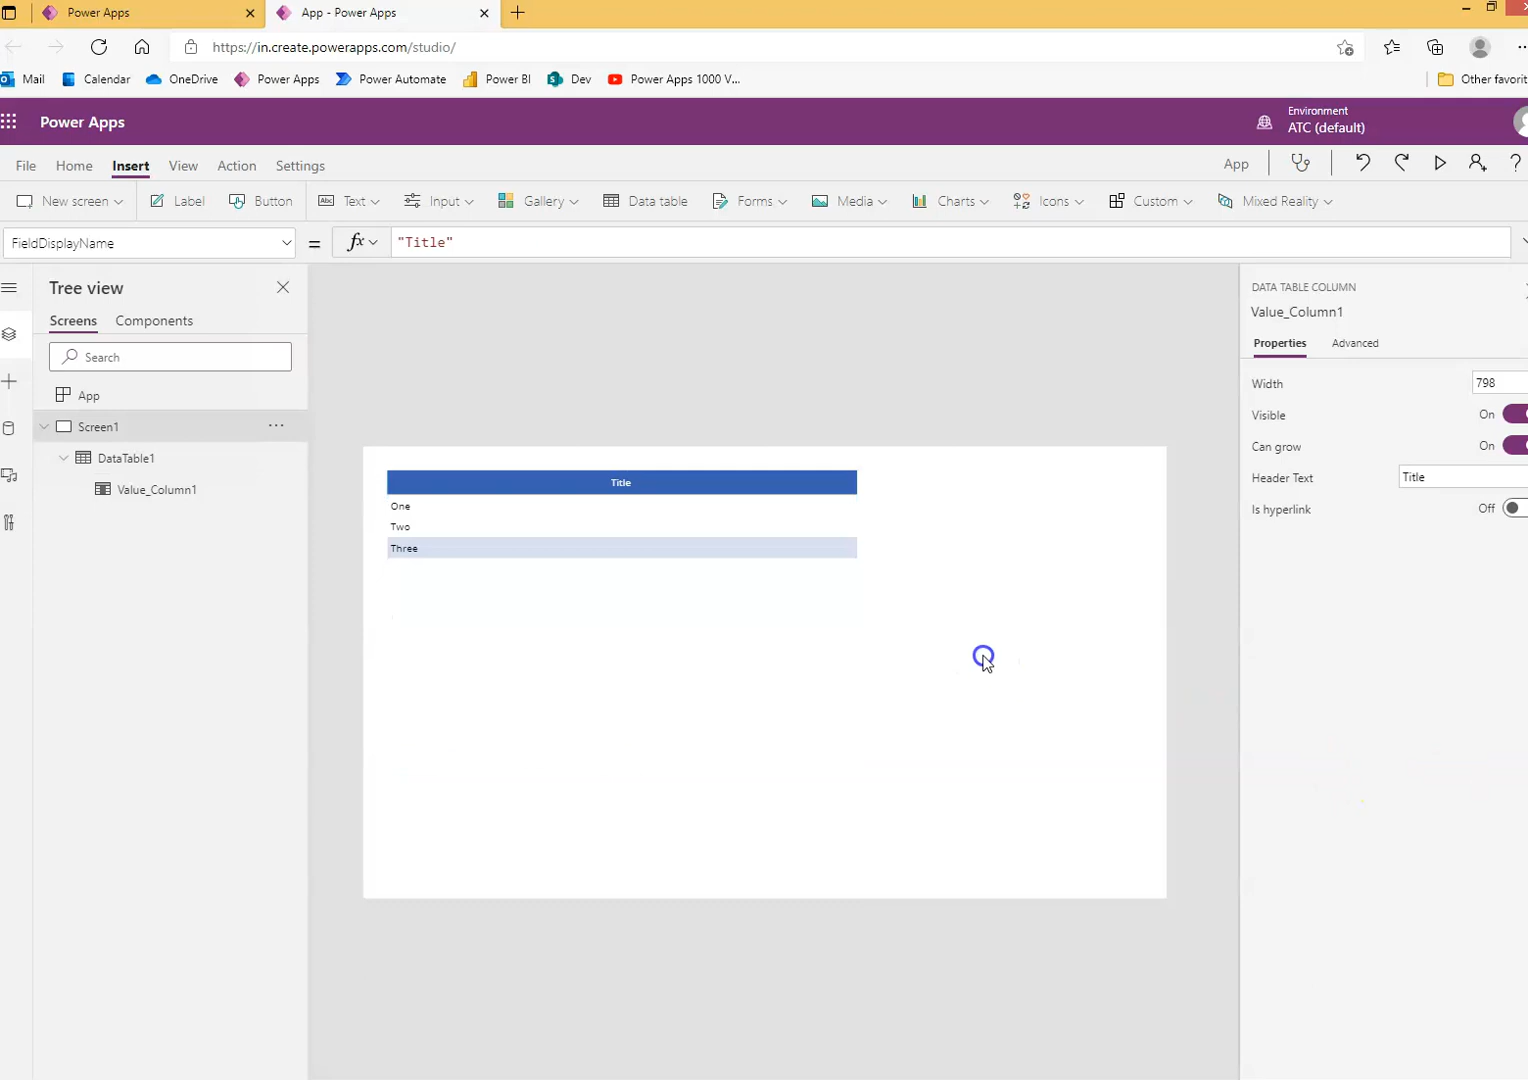 Power Apps
App - Power Apps
https://in.create.powerapps.com/studio/
Mail
Calendar
OneDrive
Power Apps
Power Automate
Power BI
Dev
Power Apps 1000 V...
Other favorit
Power Apps
Environment
ATC (default)
File
Home
Insert
View
Action
Settings
App
New screen
Label
Button
Abc
Text
Input
Gallery
Data table
Forms
Media
Charts
Icons
Custom
Mixed Reality
FieldDisplayName
=
fx
"Title"
Tree view
Screens
Components
Search
App
Screen1
DataTable1
Value_Column1
Title
One
Two
Three
DATA TABLE COLUMN
Value_Column1
Properties
Advanced
Width
798
Visible
On
Can grow
On
Header Text
Title
Is hyperlink
Off